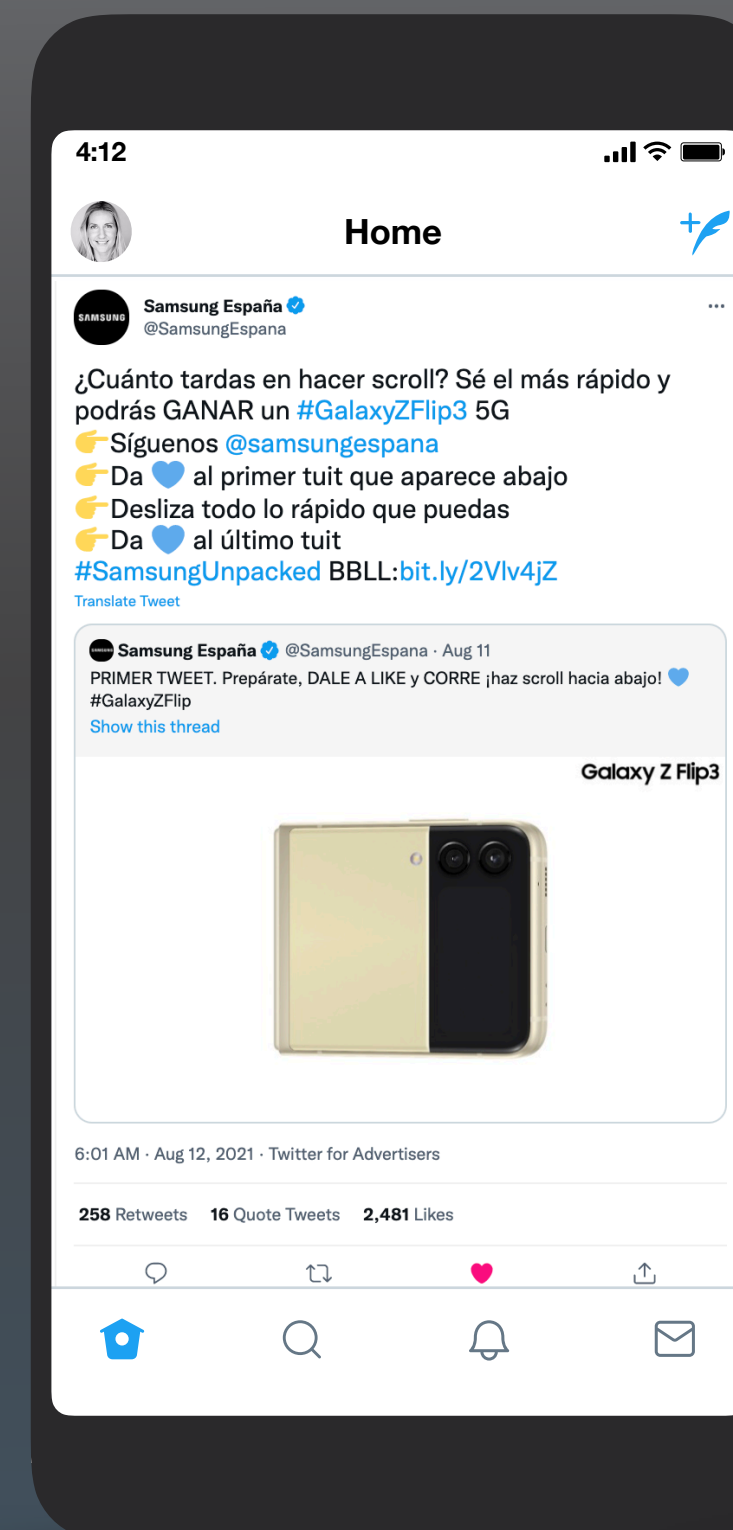 4:12
Home
SAMSUNG
Samsung España
@SamsungEspana
¿Cuánto tardas en hacer scroll? Sé el más rápido y
podrás GANAR un #GalaxyZFlip3 5G
👉Síguenos @samsungespana
👉Da 💙 al primer tuit que aparece abajo
👉Desliza todo lo rápido que puedas
👉Da 💙 al último tuit
#SamsungUnpacked BBLL:bit.ly/2Vlv4jZ
Translate Tweet
Samsung España @SamsungEspana · Aug 11
PRIMER TWEET. Prepárate, DALE A LIKE y CORRE ¡haz scroll hacia abajo! 💙
#GalaxyZFlip
Show this thread
Galaxy Z Flip3
6:01 AM · Aug 12, 2021 · Twitter for Advertisers
258 Retweets 16 Quote Tweets 2,481 Likes